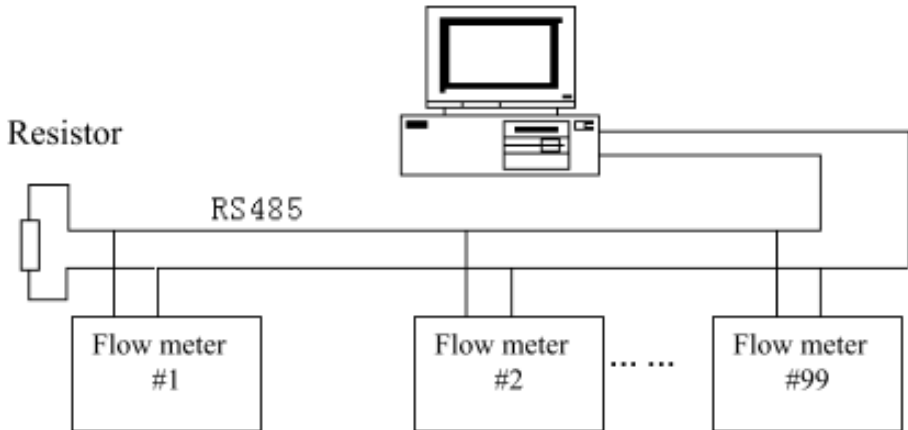 Resistor
RS485
Flow meter
#1
Flow meter
#2
... ...
Flow meter
#99